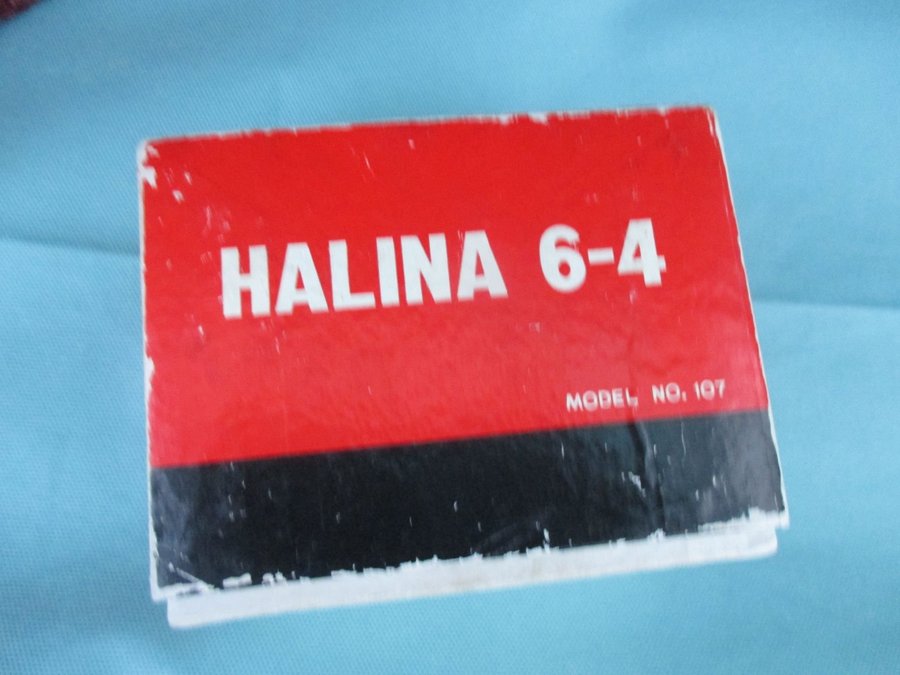 HALINA 6-4
MODEL NO. 107